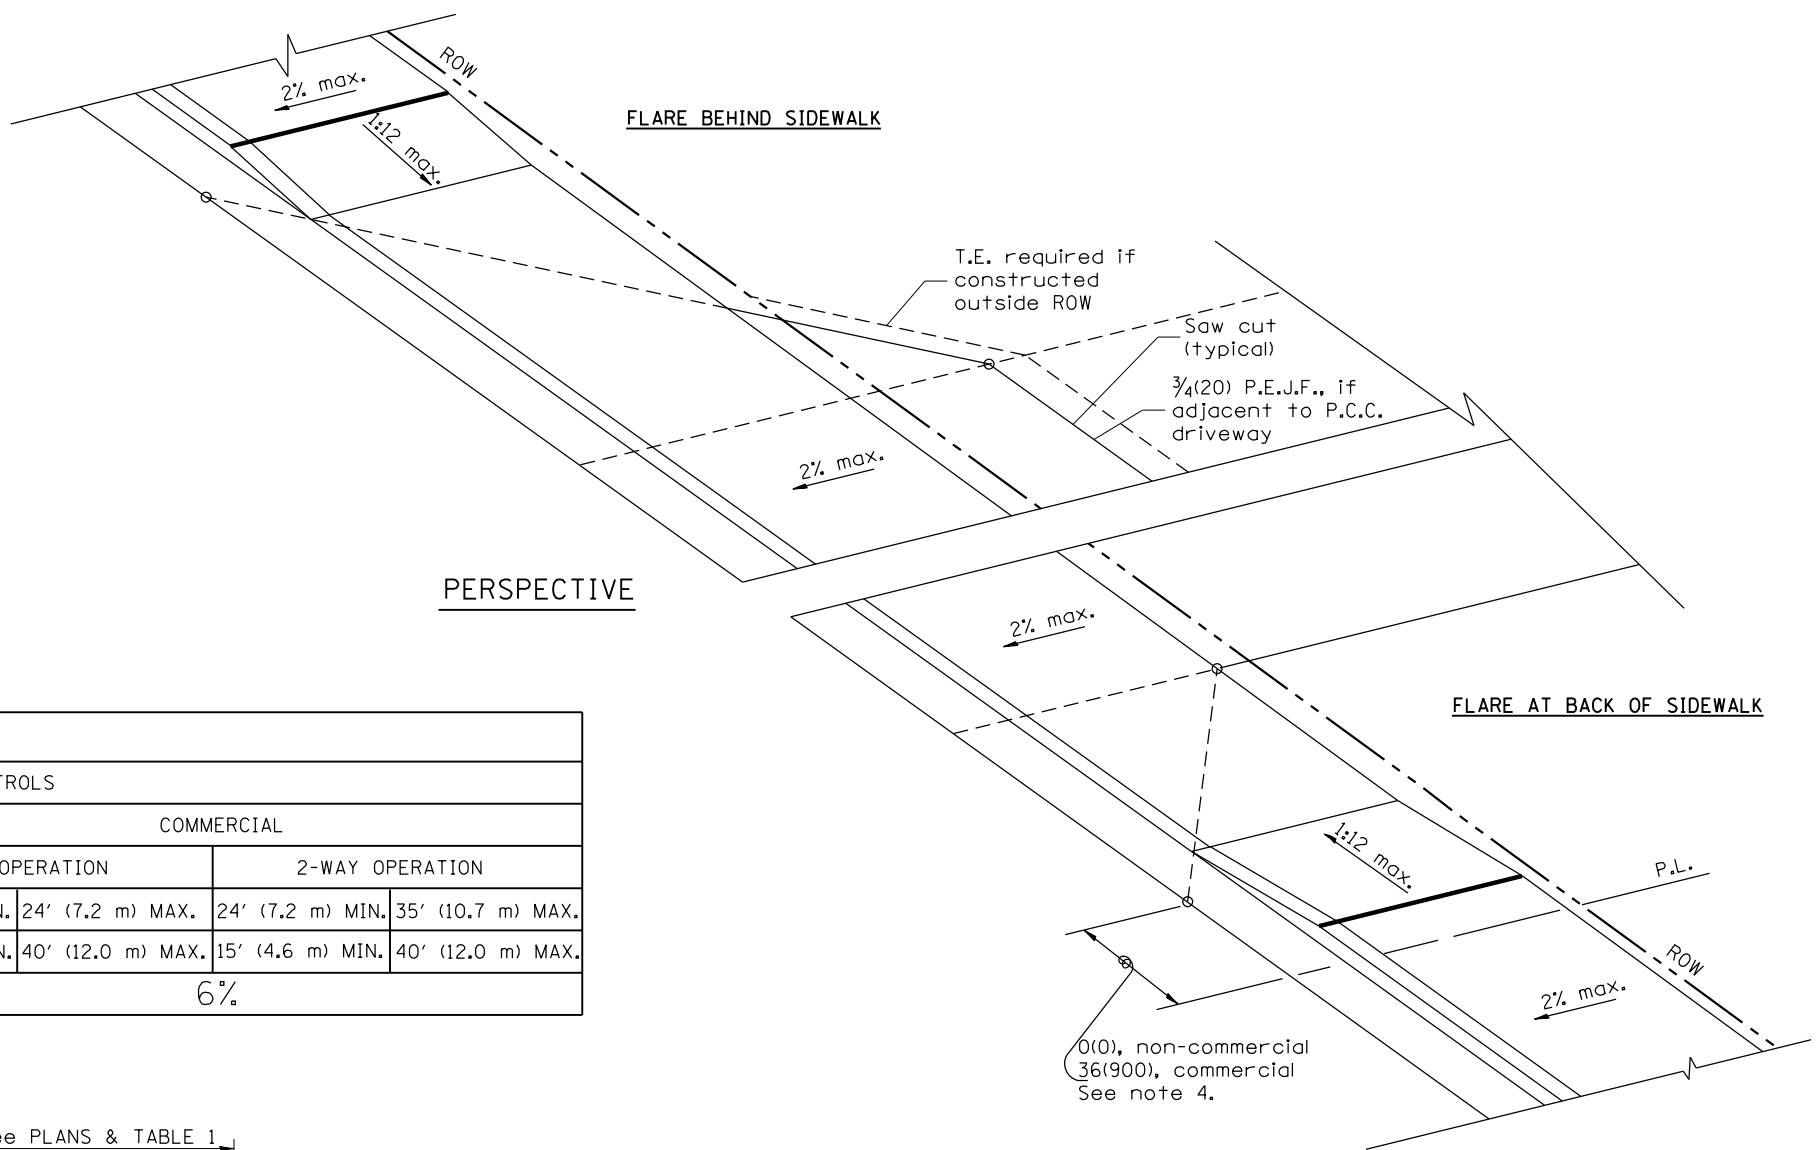 ROW
2% max.
1:12 max.
FLARE BEHIND SIDEWALK
T.E. required if
constructed
outside ROW
Saw cut
(typical)
¾(20) P.E.J.F., if
adjacent to P.C.C.
driveway
2% max.
PERSPECTIVE
2% max.
FLARE AT BACK OF SIDEWALK
1:12 max.
P.L.
ROW
2% max.
0(0), non-commercial
36(900), commercial
See note 4.
TROLS
COMMERCIAL
OPERATION
2-WAY OPERATION
N. 24' (7.2 m) MAX. 24' (7.2 m) MIN. 35' (10.7 m) MAX.
N. 40' (12.0 m) MAX. 15' (4.6 m) MIN. 40' (12.0 m) MAX.
6%
ee PLANS & TABLE 1